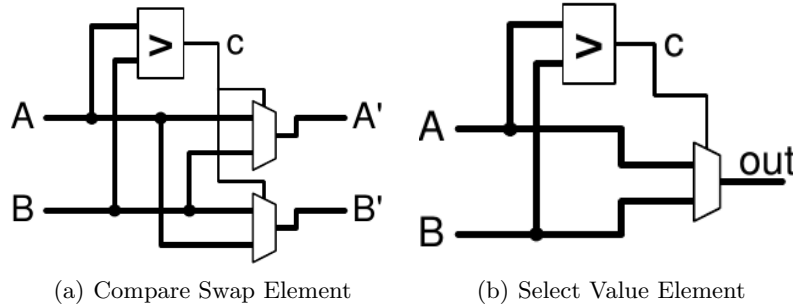 > c
A A'
B B'
(a) Compare Swap Element
> c
A
out
B
(b) Select Value Element